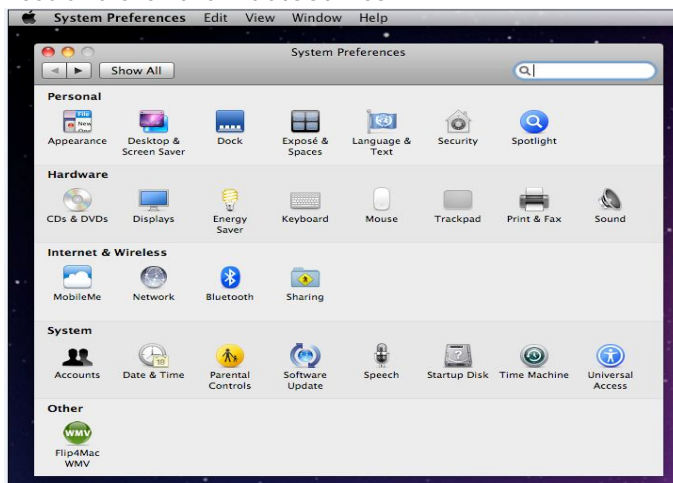 System Preferences Edit View Window Help
System Preferences
Show All
Personal
Appearance Desktop & Screen Saver Dock Exposé & Spaces Language & Text Security Spotlight
Hardware
CDs & DVDs Displays Energy Saver Keyboard Mouse Trackpad Print & Fax Sound
Internet & Wireless
MobileMe Network Bluetooth Sharing
System
Accounts Date & Time Parental Controls Software Update Speech Startup Disk Time Machine Universal Access
Other
WMV
Flip4Mac WMV